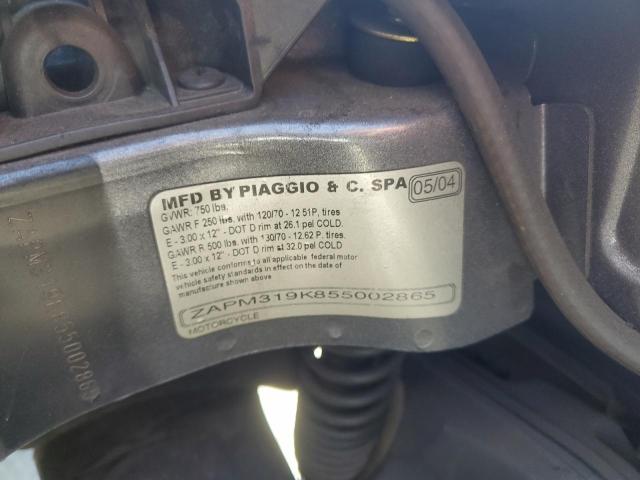 MFD BY PIAGGIO & C. SPA 05/04
GVWR: 750 lbs.
GAWR F 250 lbs. with 120/70 - 12 51P, tires
E - 3.00 x 12" - DOT D rim at 26.1 pel COLD.
GAWR R 500 lbs. with 130/70 - 12.62 P. tires.
E - 3.00 x 12" - DOT D rim at 32.0 pel COLD
This vehicle conforms to all applicable federal motor
vehicle safety standards in effect on the date of
manufacture shown above
ZAPM319K855002865
MOTORCYCLE
55002865